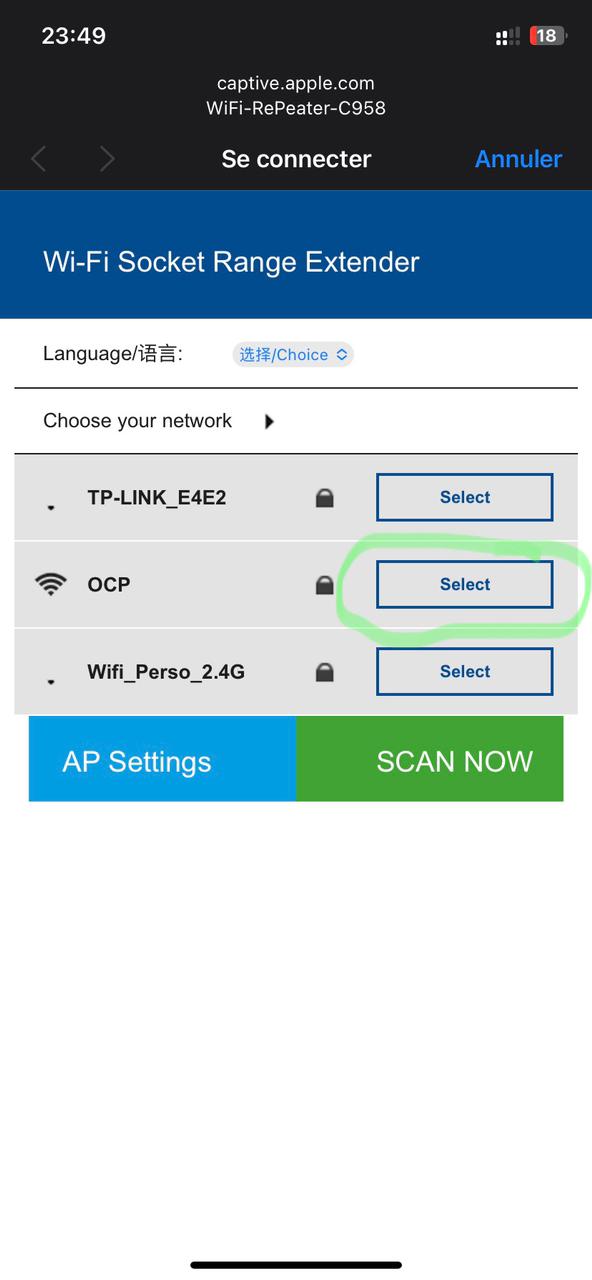 23:49
18
captive.apple.com
WiFi-RePeater-C958
Se connecter
Annuler
Wi-Fi Socket Range Extender
Language/语言:
选择/Choice
Choose your network
TP-LINK_E4E2
Select
OCP
Select
Wifi_Perso_2.4G
Select
AP Settings
SCAN NOW